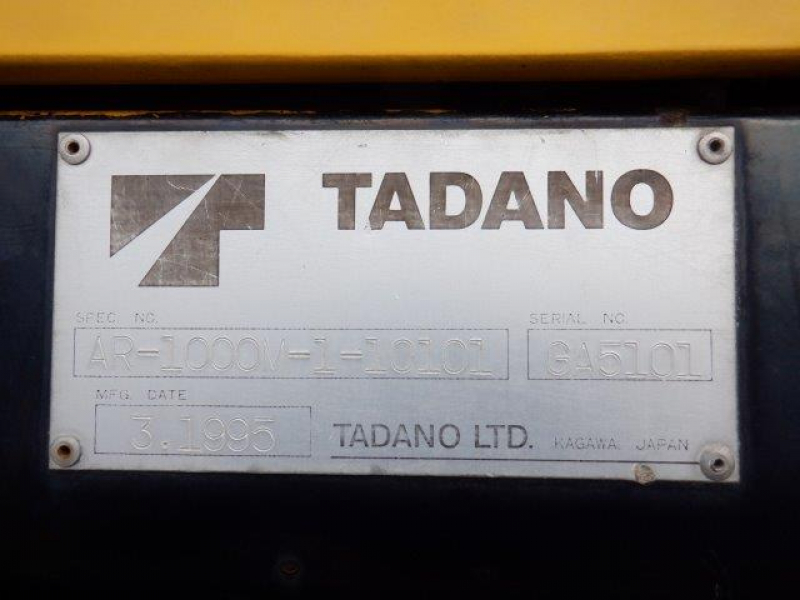 TADANO
SPEC. NO. SERIAL NO.
AR-1000M-1-10101 GA5101
MFG. DATE
3.1995 TADANO LTD. KAGAWA, JAPAN